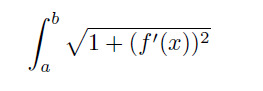 ∫_a^b √(1 + (f′(x))²)